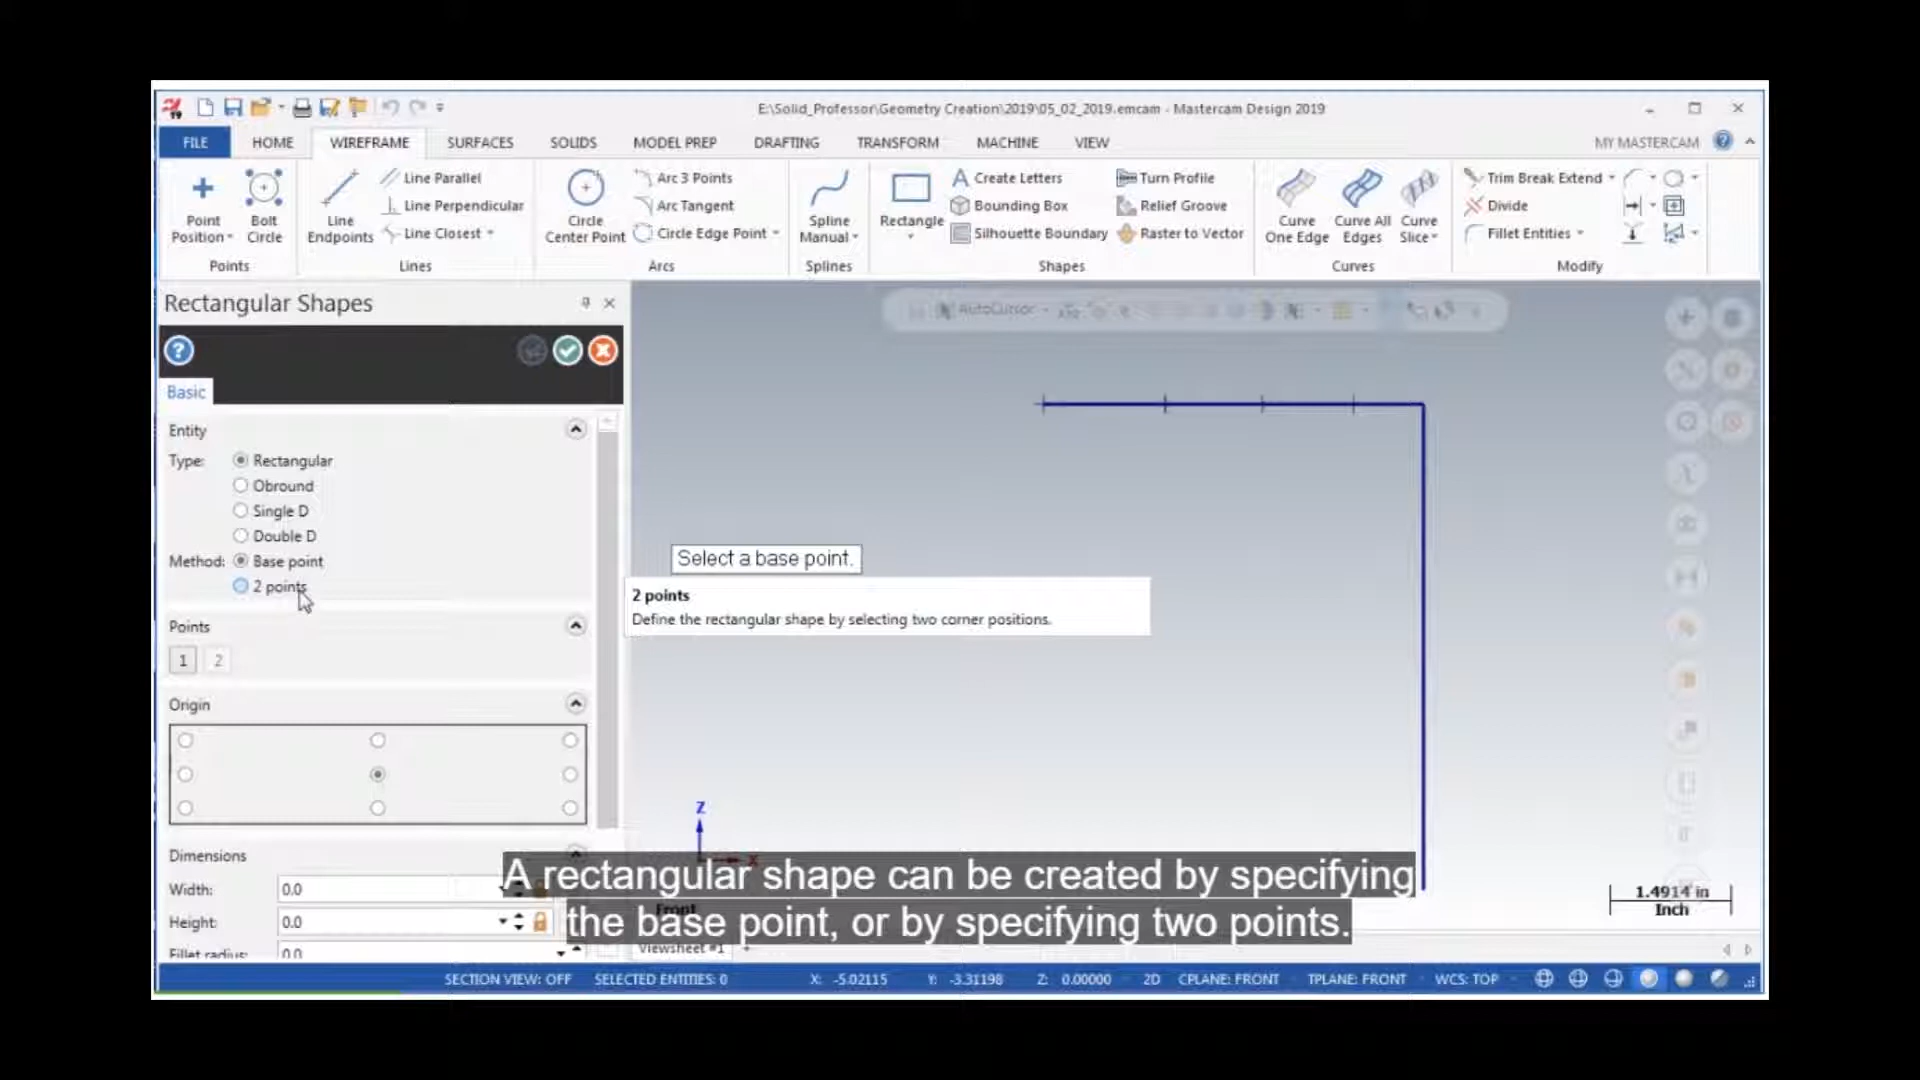 E:\Solid_Professor\Geometry Creation\2019\05_02_2019.emcam - Mastercam Design 2019
FILE HOME WIREFRAME SURFACES SOLIDS MODEL PREP DRAFTING TRANSFORM MACHINE VIEW MY MASTERCAM
Point Position
Bolt Circle
Points
Line Endpoints
Line Parallel
Line Perpendicular
Line Closest
Lines
Circle Center Point
Arc 3 Points
Arc Tangent
Circle Edge Point
Arcs
Spline Manual
Splines
Rectangle
Create Letters
Bounding Box
Silhouette Boundary
Turn Profile
Relief Groove
Raster to Vector
Shapes
Curve One Edge
Curve All Edges
Curve Slice
Curves
Trim Break Extend
Divide
Fillet Entities
Modify
Rectangular Shapes
Basic
Entity
Type: Rectangular
Obround
Single D
Double D
Method: Base point
2 points
Points
1 2
Origin
Dimensions
Width: 0.0
Height: 0.0
Fillet radius: 0.0
AutoCursor
Select a base point.
2 points
Define the rectangular shape by selecting two corner positions.
Z
X
Front
A rectangular shape can be created by specifying
the base point, or by specifying two points.
Viewsheet #1
1.4914 in
Inch
SECTION VIEW: OFF SELECTED ENTITIES: 0 X: -5.02115 Y: -3.31198 Z: 0.00000 2D CPLANE: FRONT TPLANE: FRONT WCS: TOP